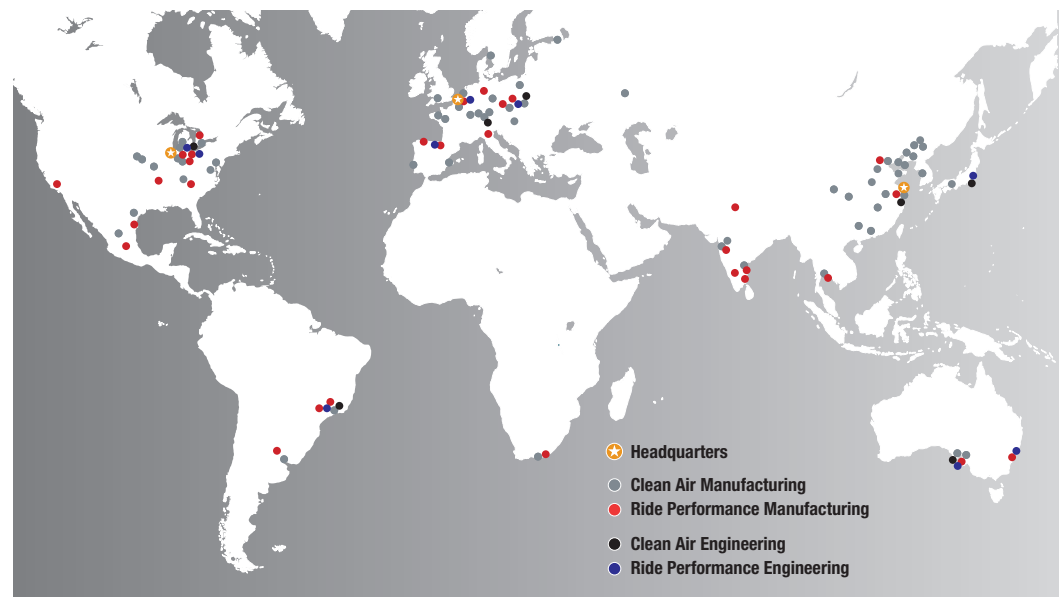 Headquarters
Clean Air Manufacturing
Ride Performance Manufacturing
Clean Air Engineering
Ride Performance Engineering